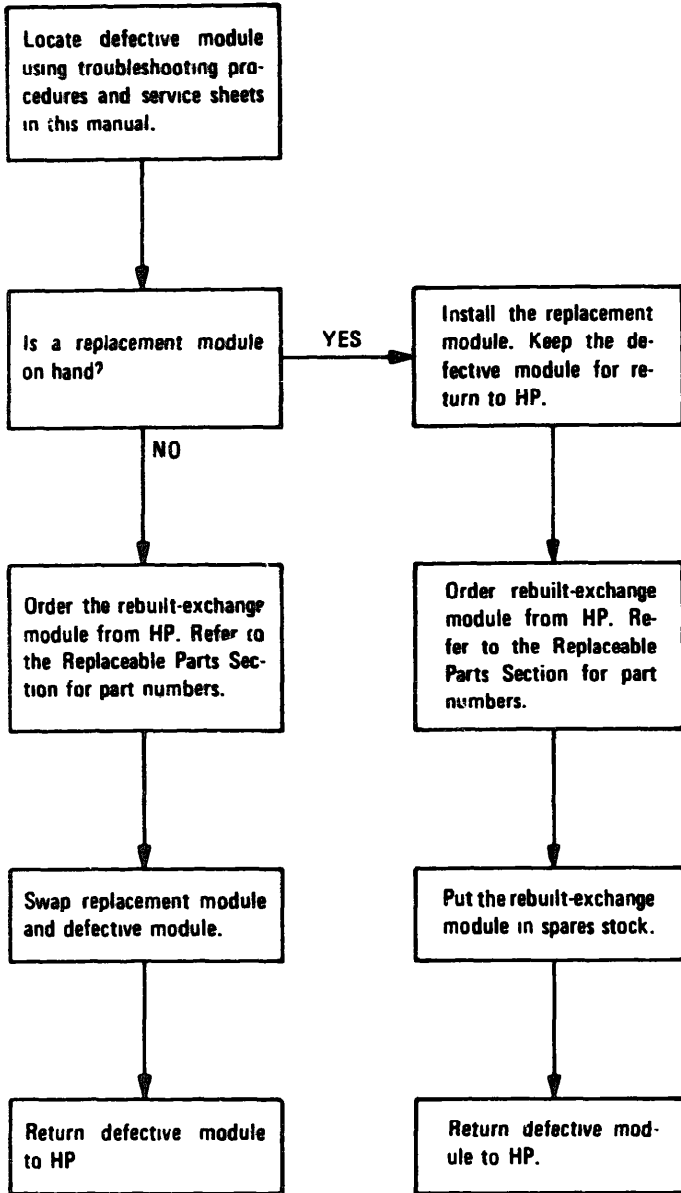 Locate defective module
using troubleshooting pro-
cedures and service sheets
in this manual.
Is a replacement module
on hand?
YES
Install the replacement
module. Keep the de-
fective module for re-
turn to HP.
NO
Order the rebuilt-exchange
module from HP. Refer to
the Replaceable Parts Sec-
tion for part numbers.
Order rebuilt-exchange
module from HP. Re-
fer to the Replaceable
Parts Section for part
numbers.
Swap replacement module
and defective module.
Put the rebuilt-exchange
module in spares stock.
Return defective module
to HP
Return defective mod-
ule to HP.